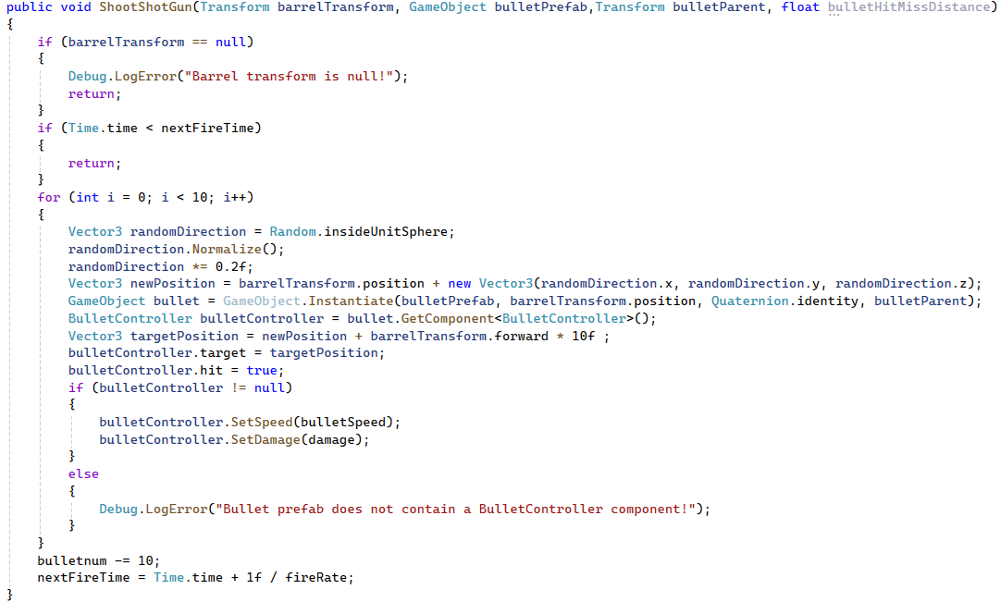 public void ShootShotGun(Transform barrelTransform, GameObject bulletPrefab,Transform bulletParent, float bulletHitMissDistance)
{
    if (barrelTransform == null)
    {
        Debug.LogError("Barrel transform is null!");
        return;
    }
    if (Time.time < nextFireTime)
    {
        return;
    }
    for (int i = 0; i < 10; i++)
    {
        Vector3 randomDirection = Random.insideUnitSphere;
        randomDirection.Normalize();
        randomDirection *= 0.2f;
        Vector3 newPosition = barrelTransform.position + new Vector3(randomDirection.x, randomDirection.y, randomDirection.z);
        GameObject bullet = GameObject.Instantiate(bulletPrefab, barrelTransform.position, Quaternion.identity, bulletParent);
        BulletController bulletController = bullet.GetComponent<BulletController>();
        Vector3 targetPosition = newPosition + barrelTransform.forward * 10f ;
        bulletController.target = targetPosition;
        bulletController.hit = true;
        if (bulletController != null)
        {
            bulletController.SetSpeed(bulletSpeed);
            bulletController.SetDamage(damage);
        }
        else
        {
            Debug.LogError("Bullet prefab does not contain a BulletController component!");
        }
    }
    bulletnum -= 10;
    nextFireTime = Time.time + 1f / fireRate;
}